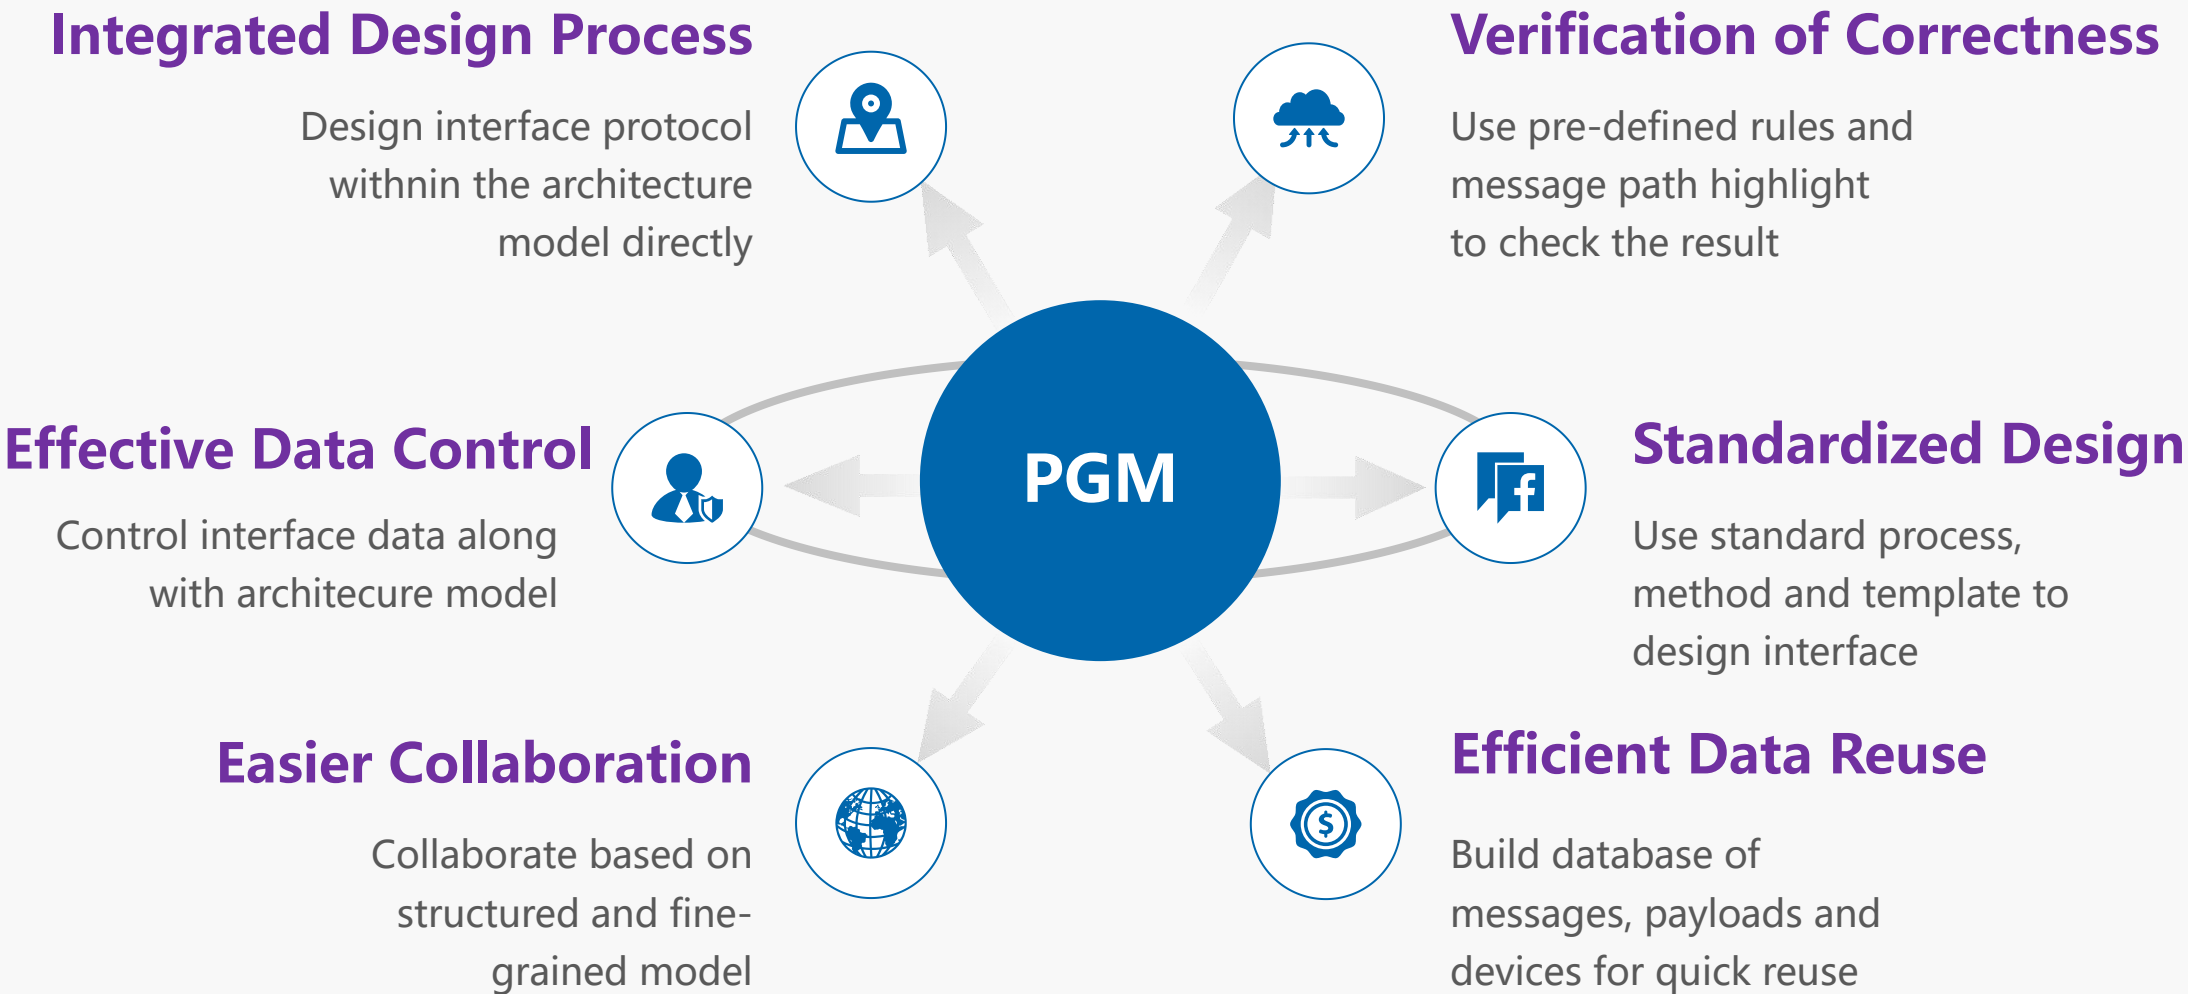 Integrated Design Process
Design interface protocol
withnin the architecture
model directly
Verification of Correctness
Use pre-defined rules and
message path highlight
to check the result
Effective Data Control
Control interface data along
with architecure model
PGM
Standardized Design
Use standard process,
method and template to
design interface
Easier Collaboration
Collaborate based on
structured and fine-
grained model
Efficient Data Reuse
Build database of
messages, payloads and
devices for quick reuse